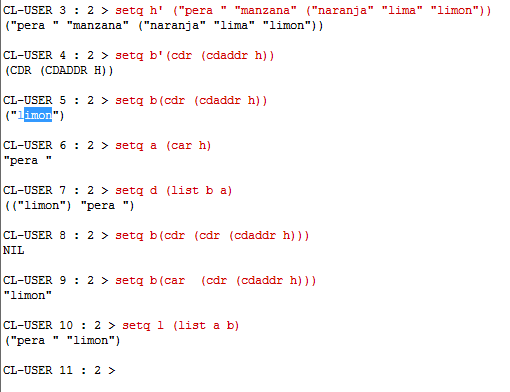 CL-USER 3 : 2 > setq h' ("pera " "manzana" ("naranja" "lima" "limon"))
("pera " "manzana" ("naranja" "lima" "limon"))
CL-USER 4 : 2 > setq b'(cdr (cdaddr h))
(CDR (CDADDR H))
CL-USER 5 : 2 > setq b(cdr (cdaddr h))
("limon")
CL-USER 6 : 2 > setq a (car h)
"pera "
CL-USER 7 : 2 > setq d (list b a)
(("limon") "pera ")
CL-USER 8 : 2 > setq b(cdr (cdr (cdaddr h)))
NIL
CL-USER 9 : 2 > setq b(car  (cdr (cdaddr h)))
"limon"
CL-USER 10 : 2 > setq l (list a b)
("pera " "limon")
CL-USER 11 : 2 >